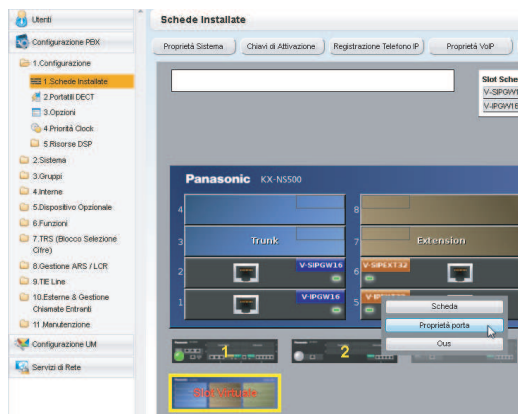 Utenti
Configurazione PBX
1.Configurazione
1.Schede Installate
2.Portatili DECT
3.Opzioni
4.Priorità Clock
5.Risorse DSP
2.Sistema
3.Gruppi
4.Interne
5.Dispositivo Opzionale
6.Funzioni
7.TRS (Blocco Selezione
Cifre)
8.Gestione ARS / LCR
9.TIE Line
10.Esterne & Gestione
Chiamate Entranti
11.Manutenzione
Configurazione UM
Servizi di Rete
Schede Installate
Proprietà Sistema
Chiavi di Attivazione
Registrazione Telefono IP
Proprietà VoIP
Slot Sche
V-SIPGW1
V-IPGW16
Panasonic KX-NS500
4
8
3
Trunk
7
Extension
2
V-SIPGW16
6
V-SIPEXT32
1
V-IPGW16
5
Scheda
Proprietà porta
Ous
1
2
Slot virtuale